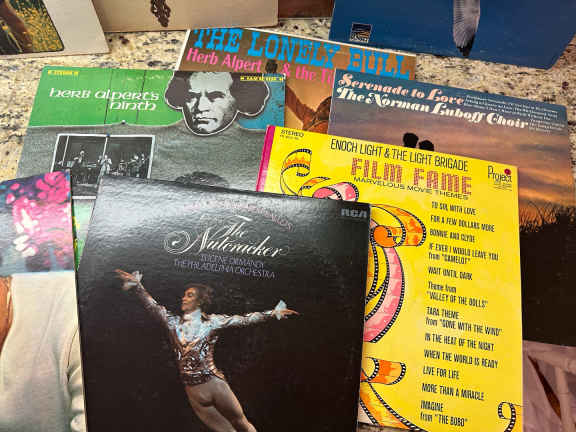 THE LONELY BULL
Herb Alpert & the
STEREO
herb alpert's
ninth
Serenade to Love
The Norman Luboff Choir
STEREO
ENOCH LIGHT & THE LIGHT BRIGADE
FILM FAME
MARVELOUS MOVIE THEMES
Project
TO SIR, WITH LOVE
FOR A FEW DOLLARS MORE
BONNIE AND CLYDE
IF EVER I WOULD LEAVE YOU
from "CAMELOT"
WAIT UNTIL DARK
Theme from
"VALLEY OF THE DOLLS"
TARA THEME
from "GONE WITH THE WIND"
IN THE HEAT OF THE NIGHT
WHEN THE WORLD IS READY
LIVE FOR LIFE
MORE THAN A MIRACLE
IMAGINE
from "THE BOBO"
RCA
The
Nutcracker
EUGENE ORMANDY
THE PHILADELPHIA ORCHESTRA